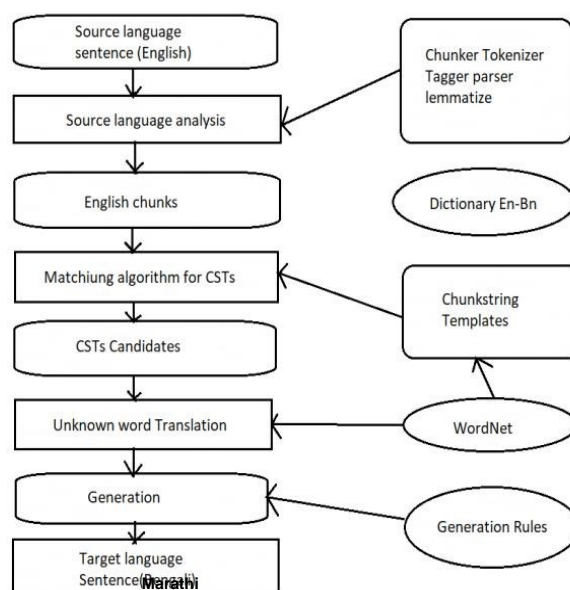 Source language
sentence (English)
Chunker Tokenizer
Tagger parser
lemmatize
Source language analysis
English chunks
Dictionary En-Bn
Matchiung algorithm for CSTs
Chunkstring
Templates
CSTs Candidates
Unknown word Translation
WordNet
Generation
Generation Rules
Target language
Sentence(Bengali)
Marathi